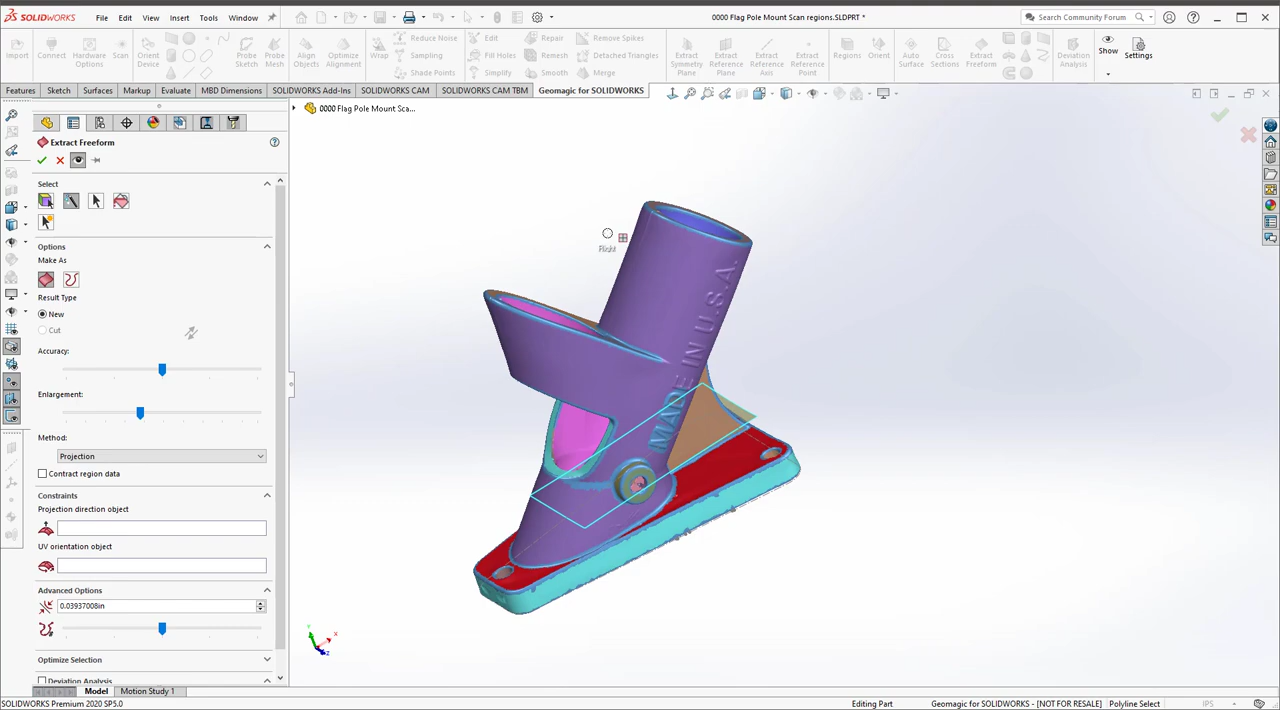 SOLIDWORKS File Edit View Insert Tools Window 0000 Flag Pole Mount Scan regions.SLDPRT * Search Community Forum
Import Connect Hardware Options Scan Orient Device Probe Sketch Probe Mesh Align Objects Optimize Alignment Wrap Reduce Noise Edit Repair Remove Spikes Extract Symmetry Plane Extract Reference Plane Extract Reference Axis Extract Reference Point Regions Orient Auto Surface Cross Sections Extract Freeform Deviation Analysis Show Settings
Sampling Fill Holes Remesh Detached Triangles
Shade Points Simplify Smooth Merge
Features Sketch Surfaces Markup Evaluate MBD Dimensions SOLIDWORKS Add-Ins SOLIDWORKS CAM SOLIDWORKS CAM TBM Geomagic for SOLIDWORKS
0000 Flag Pole Mount Sca...
Extract Freeform
Select
Options
Make As
Result Type
New
Cut
Accuracy:
Enlargement:
Method:
Projection
Contract region data
Constraints
Projection direction object
UV orientation object
Advanced Options
0.03937008in
Optimize Selection
Deviation Analysis
Right
MADE IN U.S.A.
Y
X
Z
Model Motion Study 1
SOLIDWORKS Premium 2020 SP5.0 Editing Part Geomagic for SOLIDWORKS - [NOT FOR RESALE) Polyline Select IPS